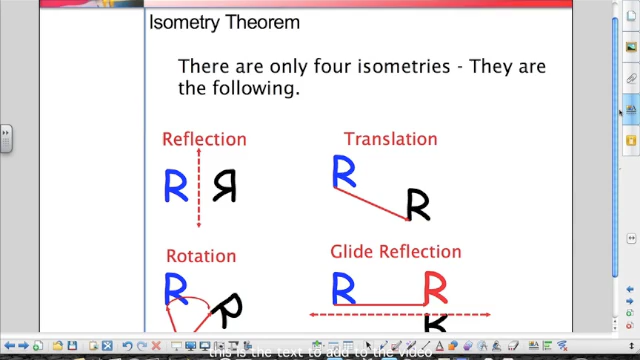 Isometry Theorem
There are only four isometries - They are
the following.
Reflection
Translation
R
R
R
R
Rotation
Glide Reflection
R
R
R
R
R
this is the text to add to the video